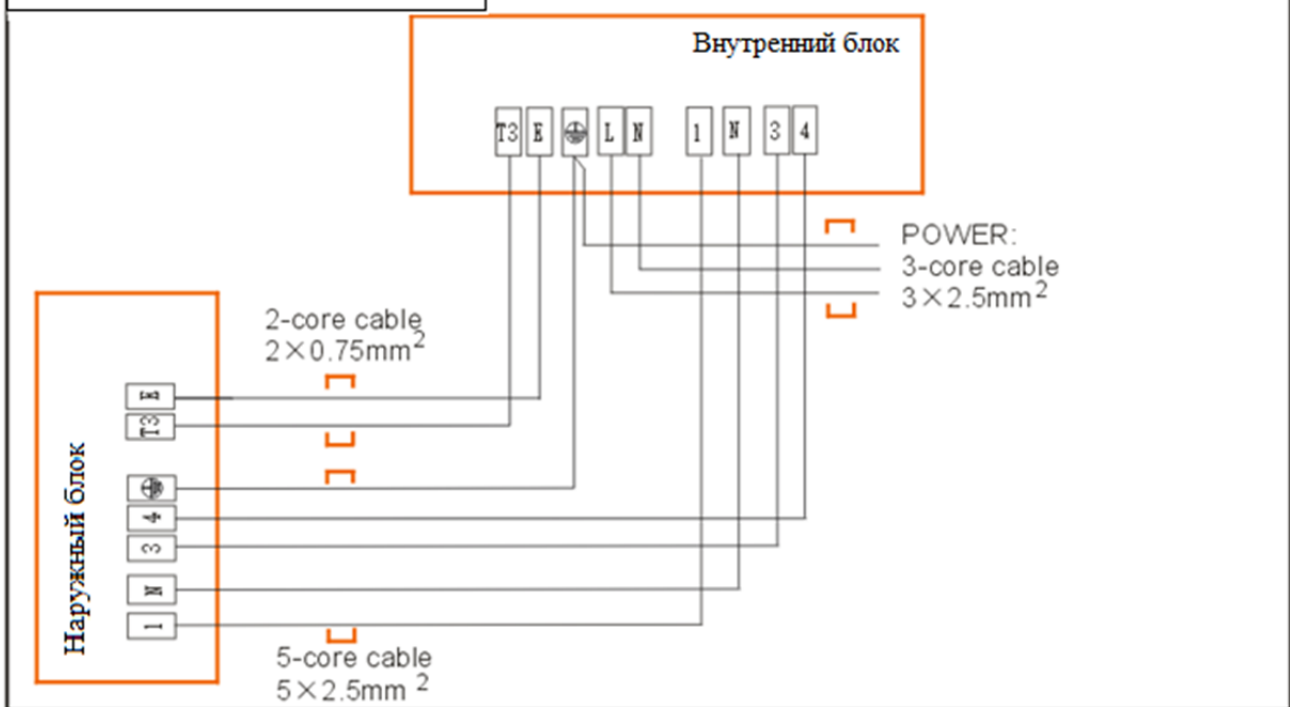 Внутренний блок
T3 E L N 1 N 3 4
POWER:
3-core cable
3×2.5mm²
2-core cable
2×0.75mm²
E
T3
4
3
N
1
Наружный блок
5-core cable
5×2.5mm ²